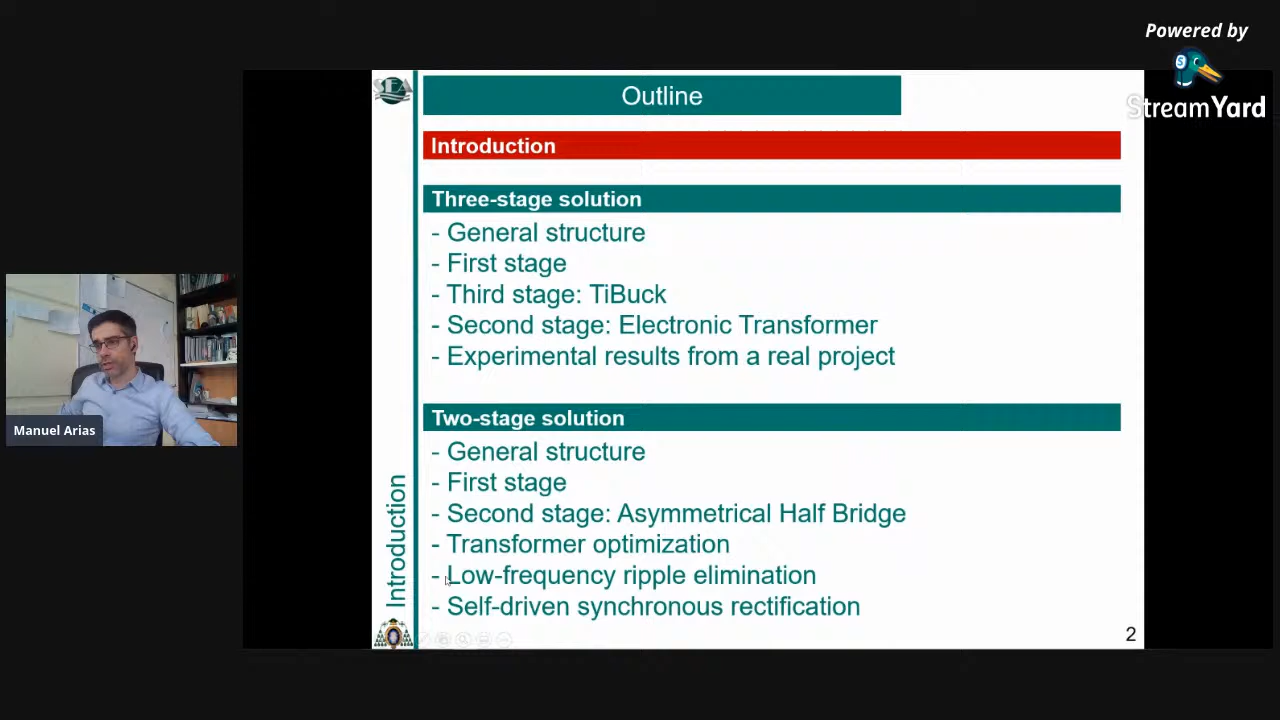 Powered by
StreamYard
SEA
Outline
Introduction
Three-stage solution
- General structure
- First stage
- Third stage: TiBuck
- Second stage: Electronic Transformer
- Experimental results from a real project
Two-stage solution
- General structure
- First stage
- Second stage: Asymmetrical Half Bridge
- Transformer optimization
- Low-frequency ripple elimination
- Self-driven synchronous rectification
Introduction
2
Manuel Arias